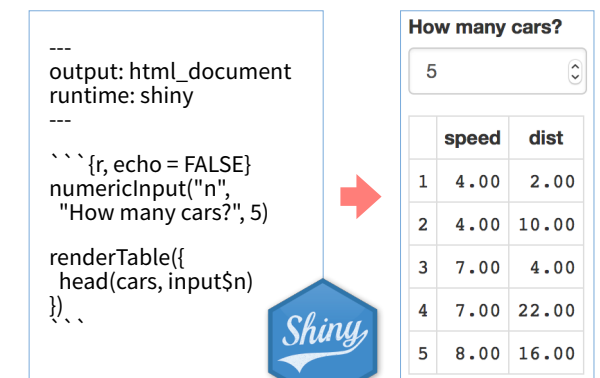 ---
output: html_document
runtime: shiny
---
```{r, echo = FALSE}
numericInput("n",
"How many cars?", 5)
renderTable({
head(cars, input$n)
})
```
Shiny
How many cars?
5
speed dist
1 4.00 2.00
2 4.00 10.00
3 7.00 4.00
4 7.00 22.00
5 8.00 16.00